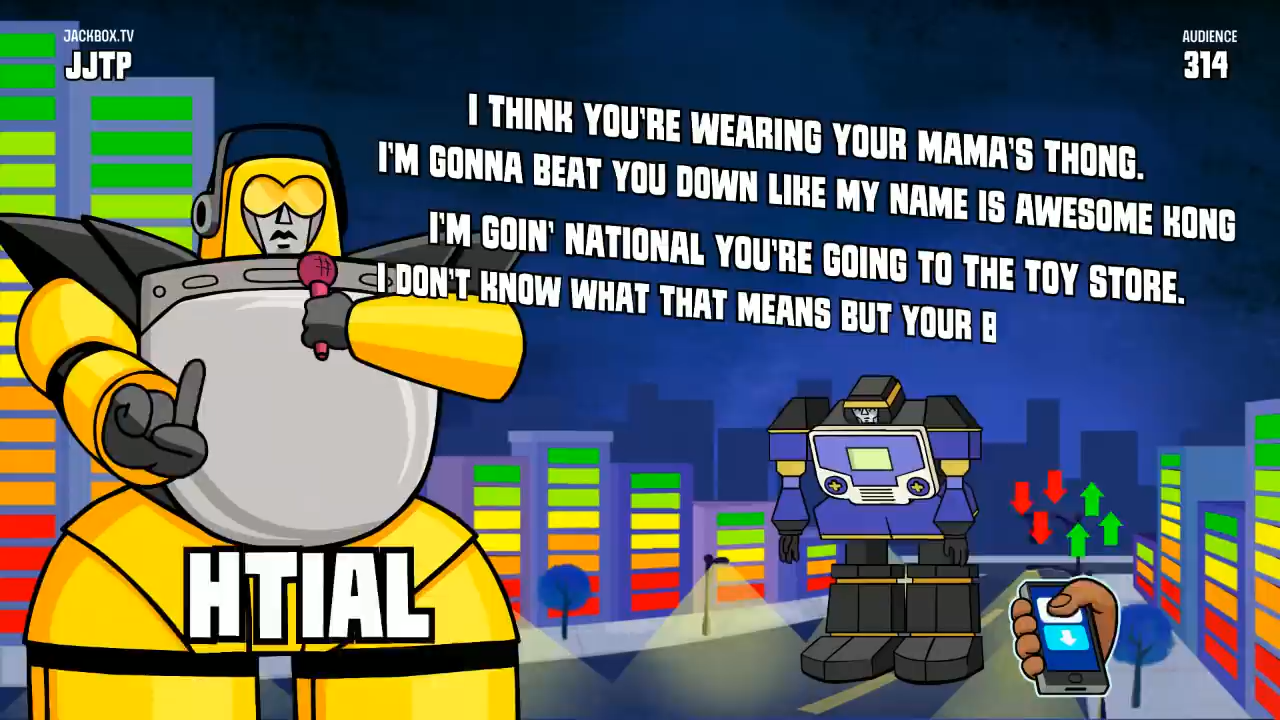 JACKBOX.TV
JJTP
AUDIENCE
314
I THINK YOU'RE WEARING YOUR MAMA'S THONG.
I'M GONNA BEAT YOU DOWN LIKE MY NAME IS AWESOME KONG
I'M GOIN' NATIONAL YOU'RE GOING TO THE TOY STORE.
I DON'T KNOW WHAT THAT MEANS BUT YOUR B
HTIAL